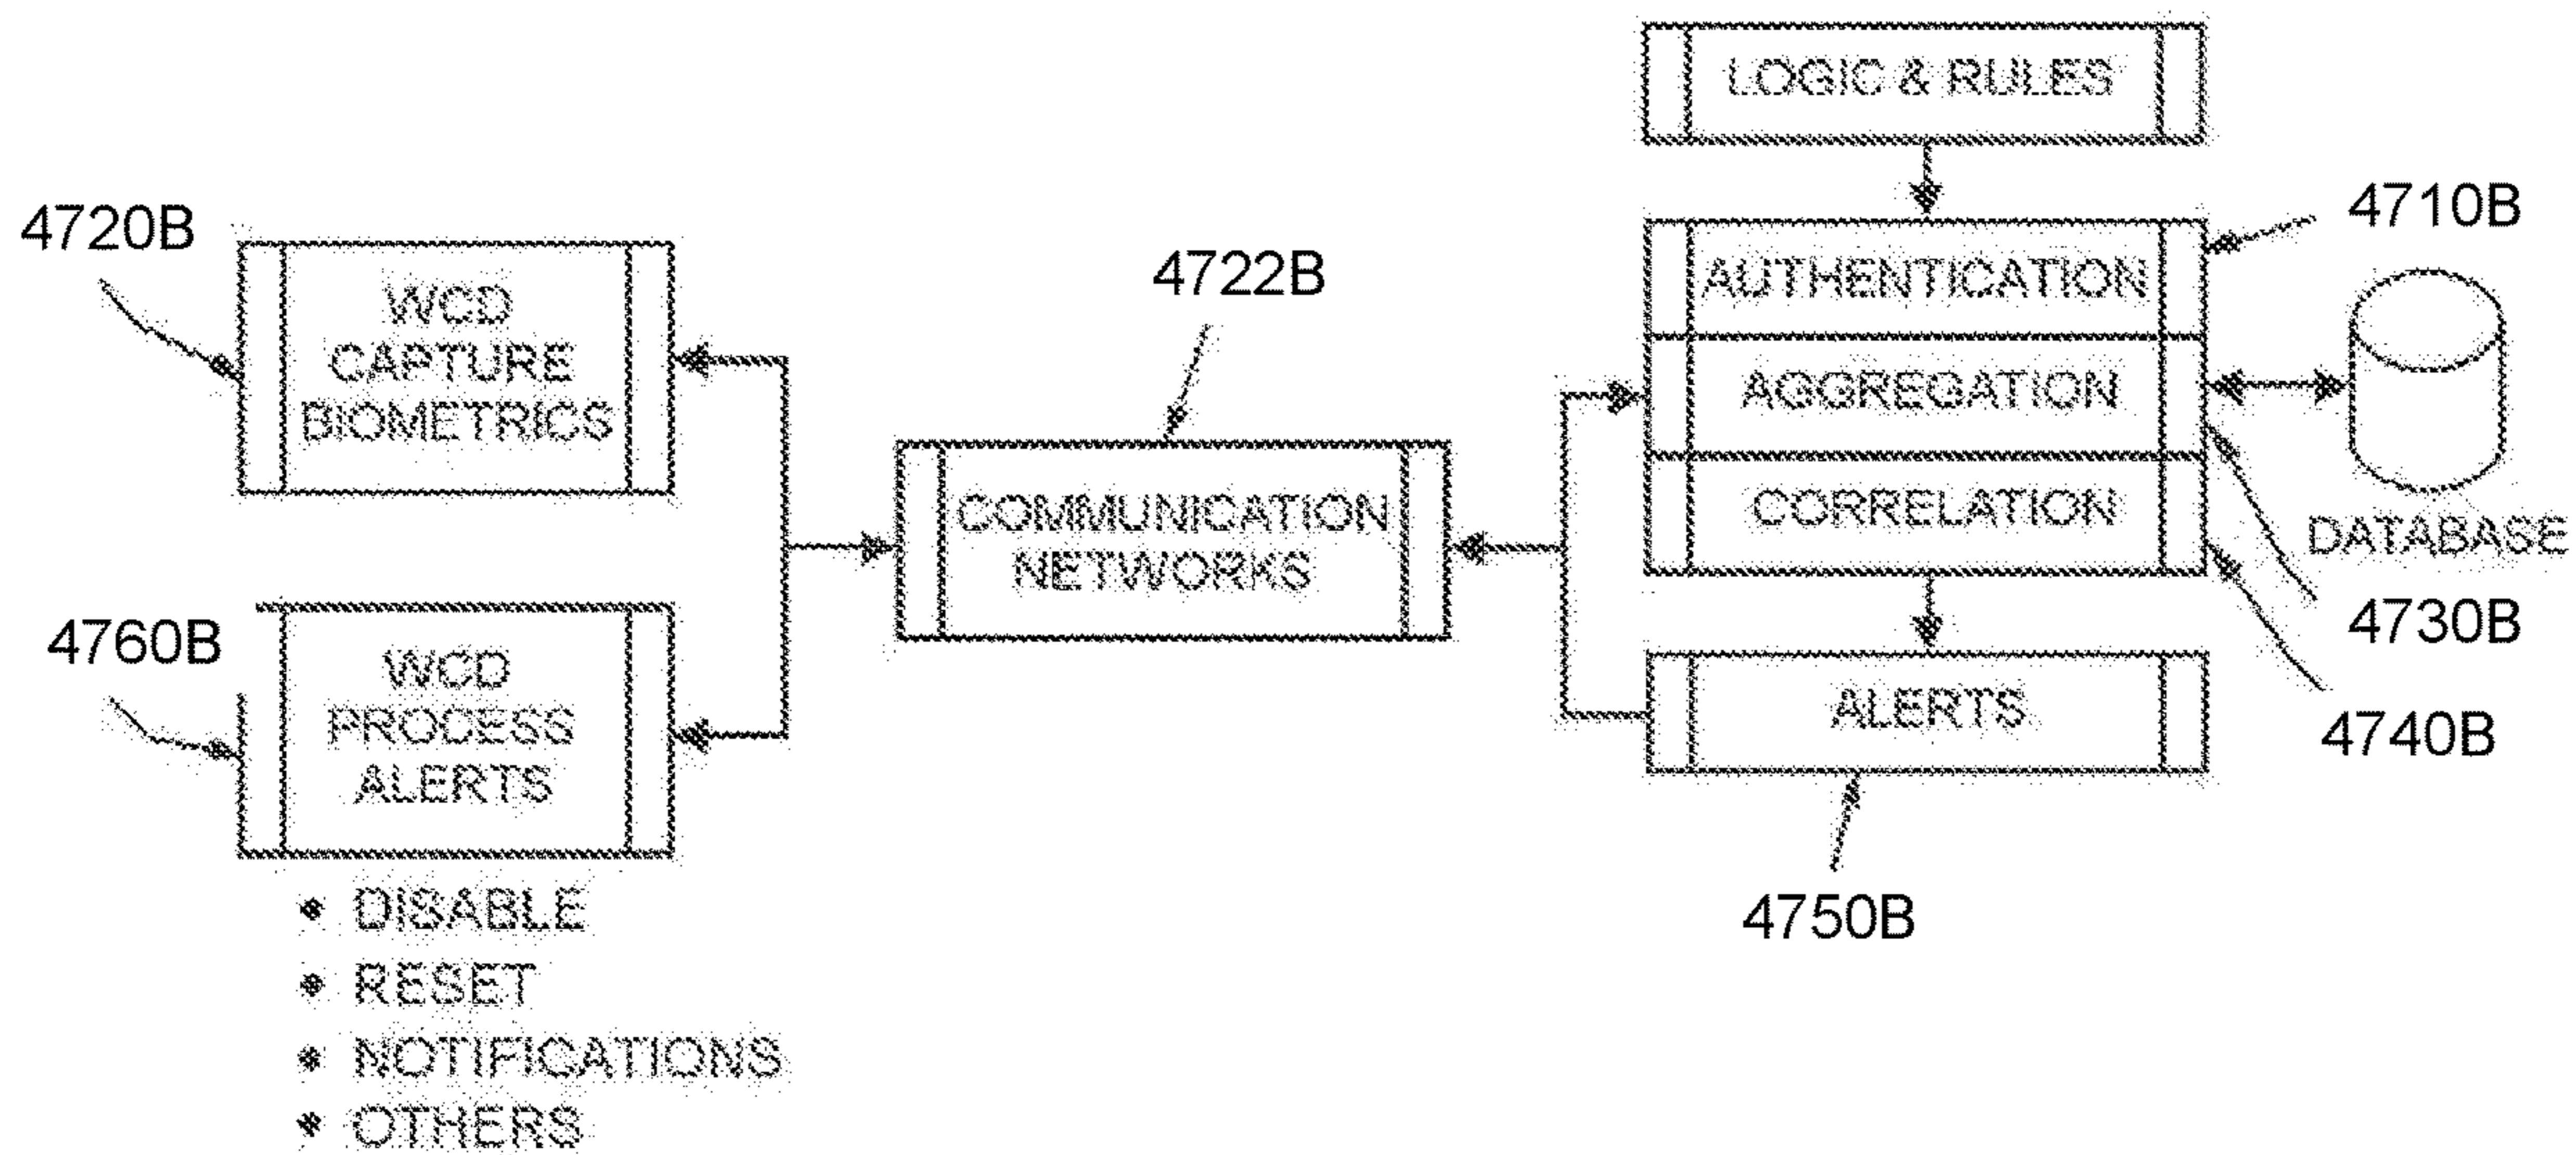 LOGIC & RULES
4710B
4720B
WCD
CAPTURE
BIOMETRICS
4722B
AUTHENTICATION
AGGREGATION
CORRELATION
COMMUNICATION
NETWORKS
DATABASE
4730B
4740B
4760B
WCD
PROCESS
ALERTS
ALERTS
4750B
• DISABLE
• RESET
• NOTIFICATIONS
• OTHERS